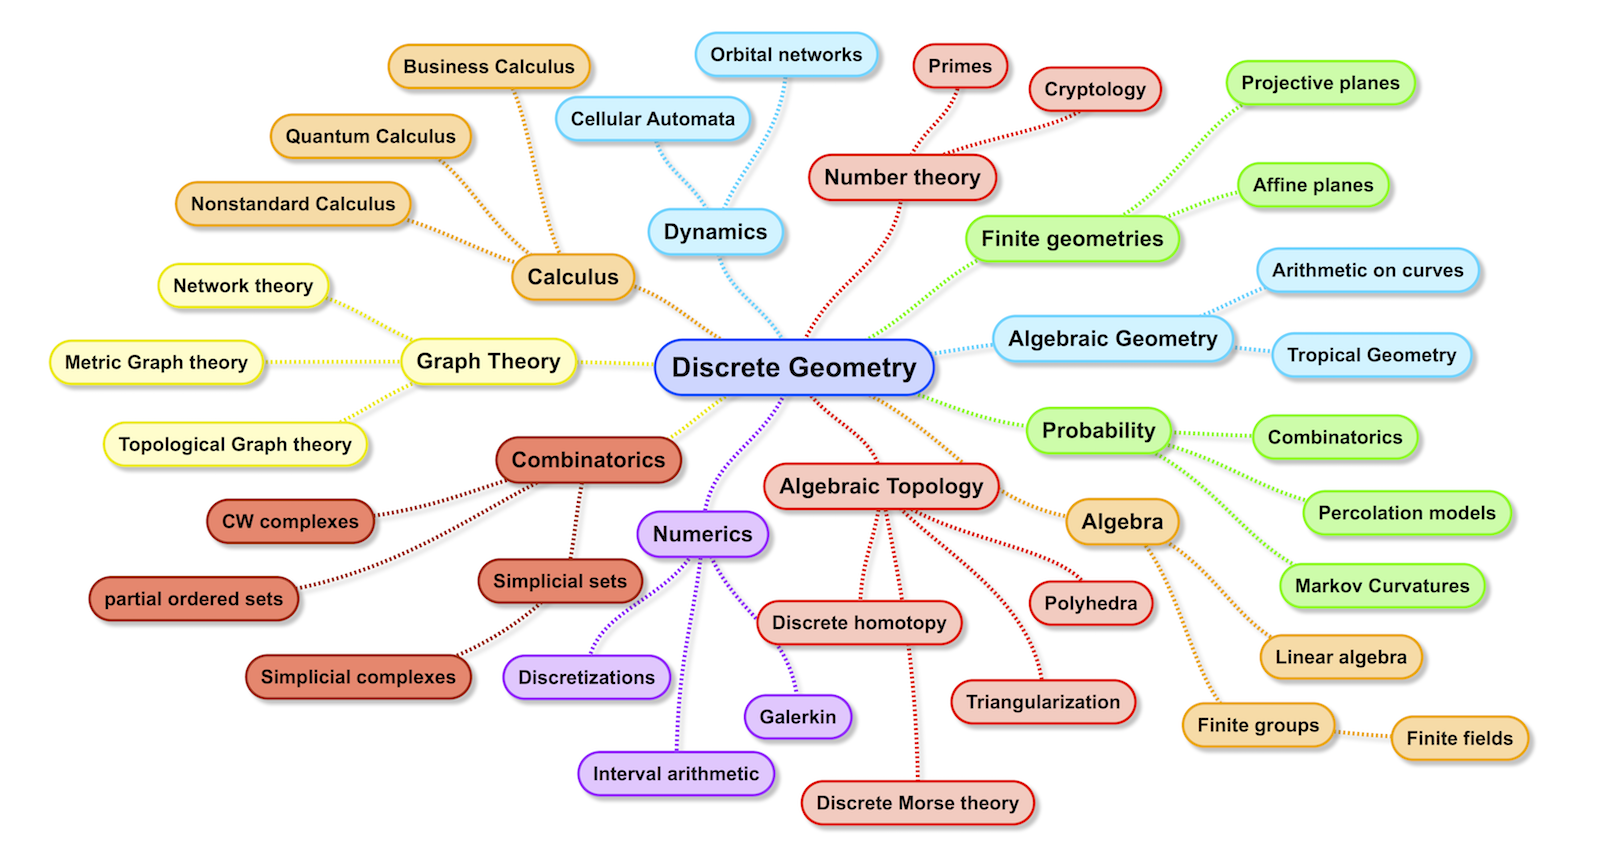 Orbital networks
Business Calculus
Primes
Projective planes
Cryptology
Cellular Automata
Quantum Calculus
Number theory
Affine planes
Nonstandard Calculus
Dynamics
Finite geometries
Arithmetic on curves
Calculus
Network theory
Algebraic Geometry
Tropical Geometry
Metric Graph theory
Graph Theory
Discrete Geometry
Probability
Combinatorics
Topological Graph theory
Combinatorics
Algebraic Topology
Percolation models
CW complexes
Algebra
Numerics
Simplicial sets
Markov Curvatures
partial ordered sets
Polyhedra
Discrete homotopy
Linear algebra
Simplicial complexes
Discretizations
Triangularization
Galerkin
Finite groups
Finite fields
Interval arithmetic
Discrete Morse theory